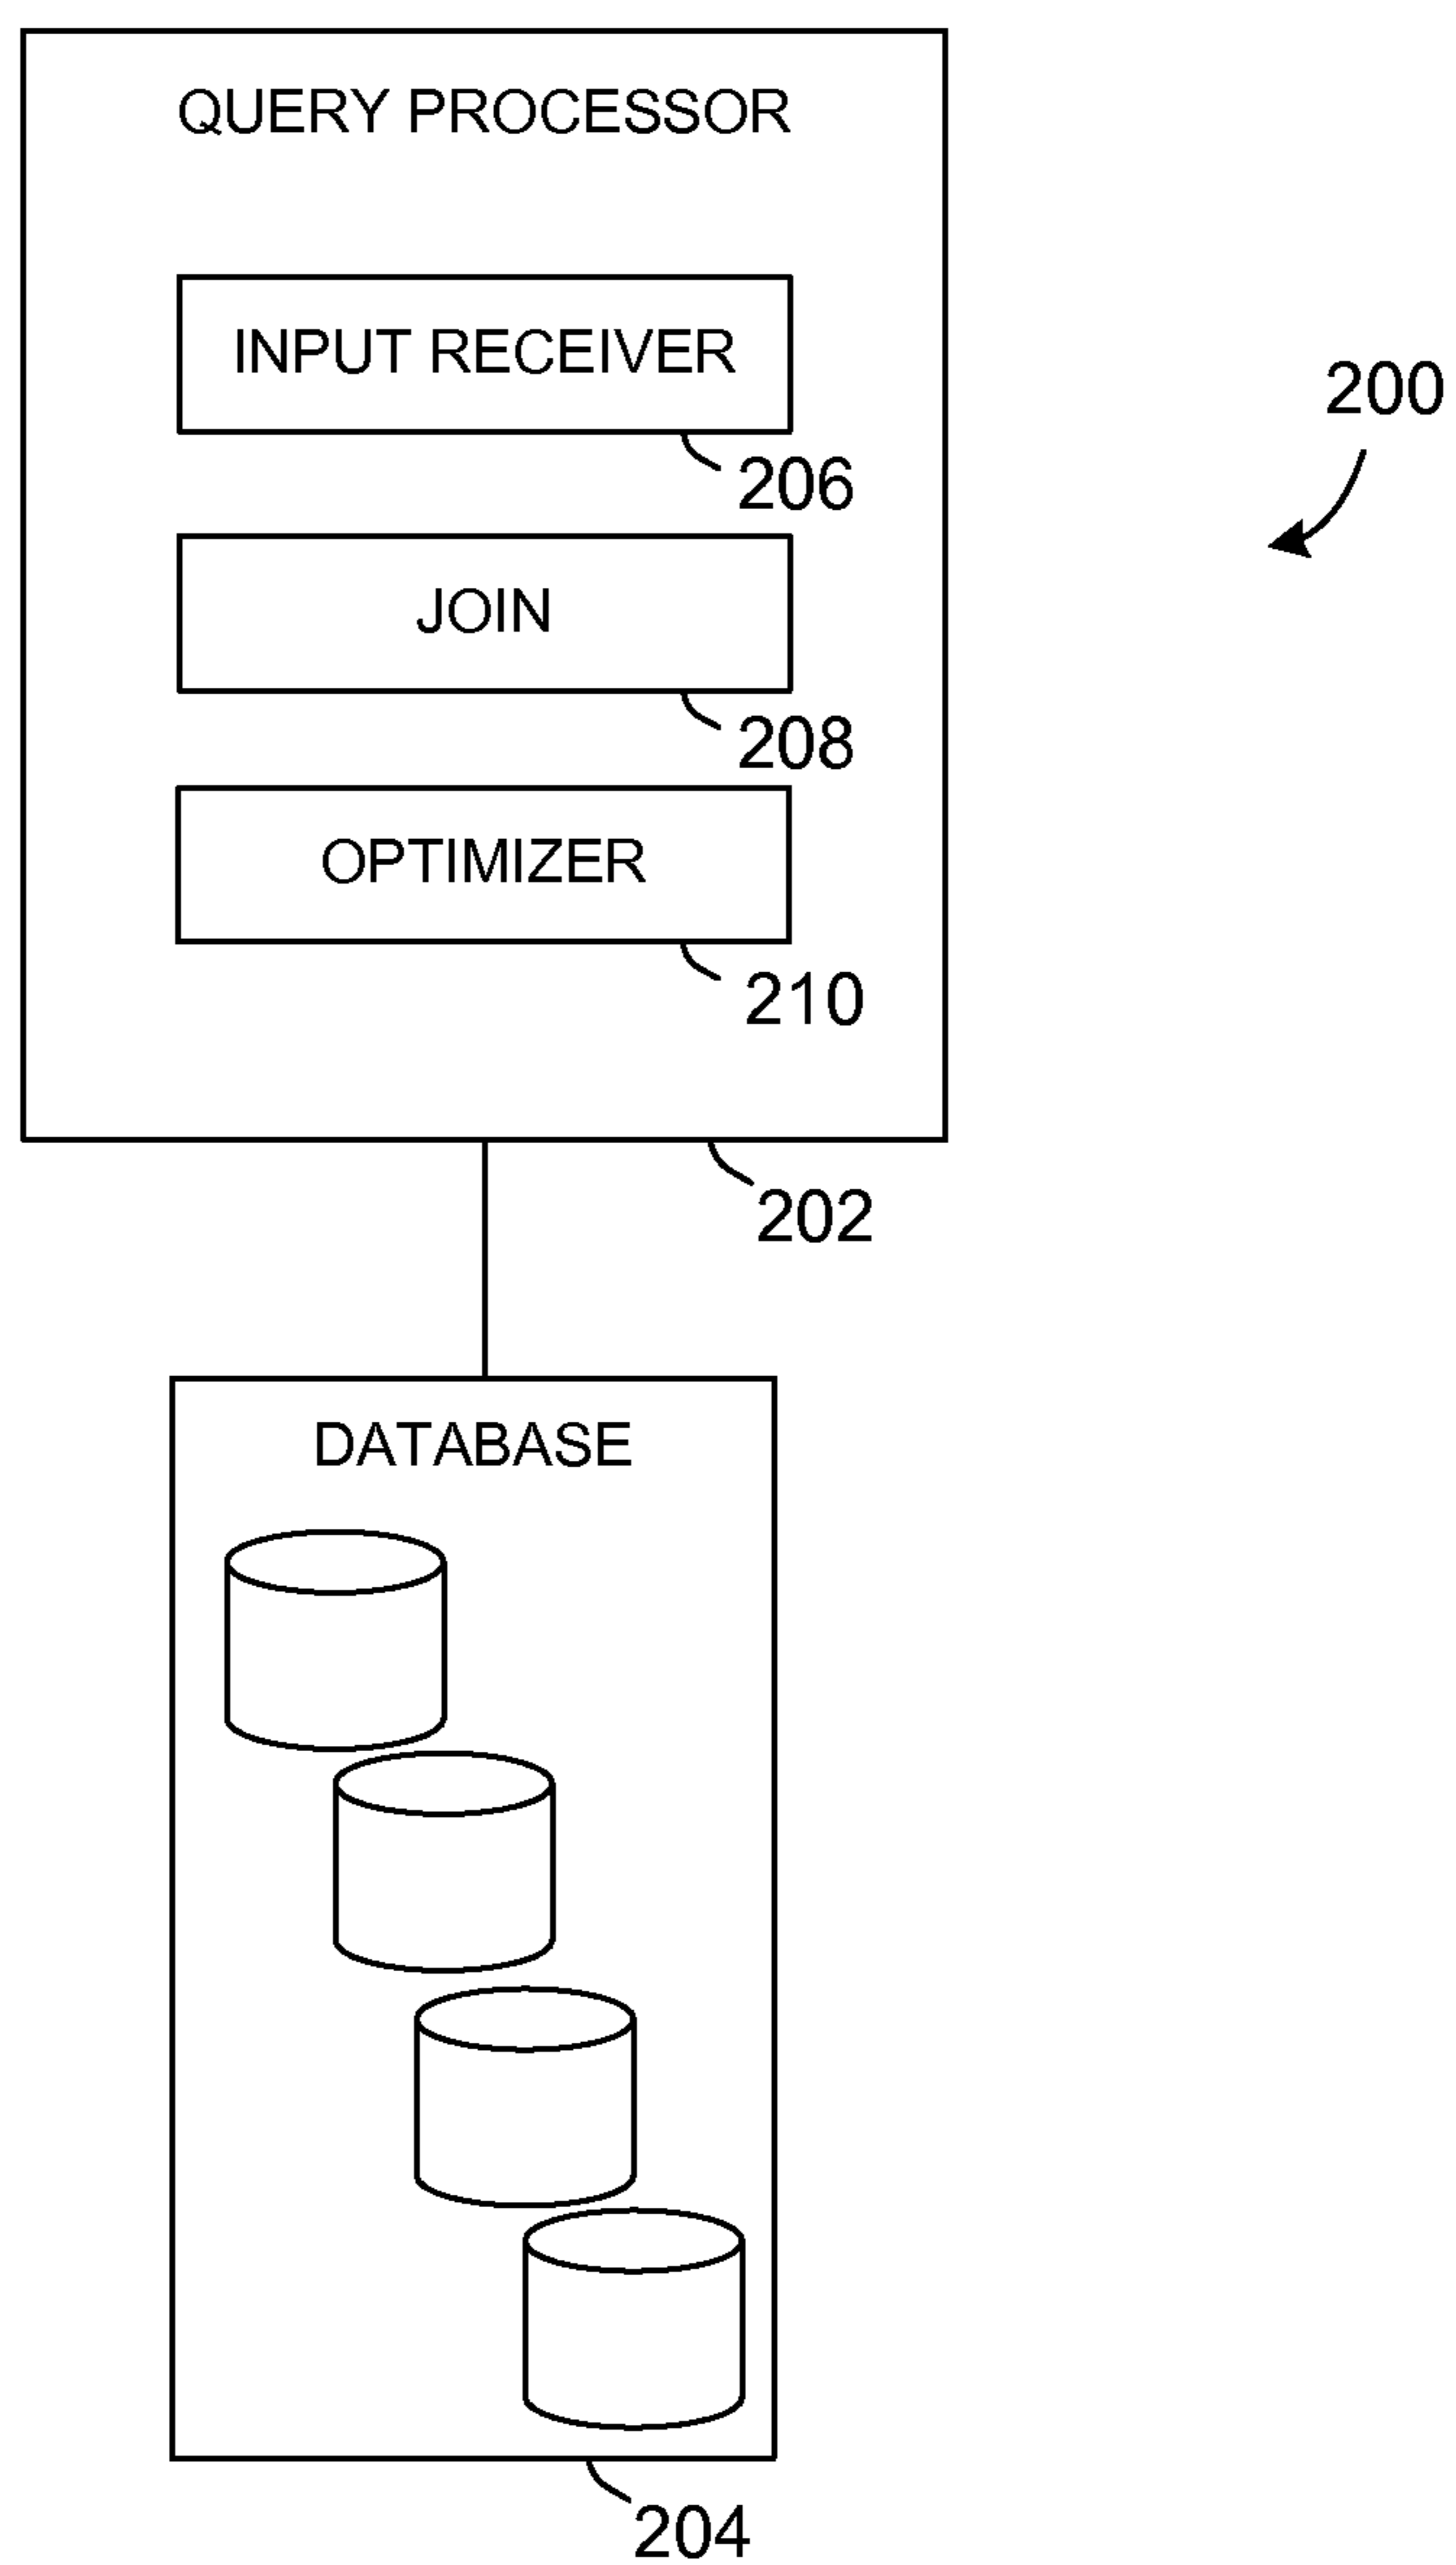 QUERY PROCESSOR
INPUT RECEIVER
200
206
JOIN
208
OPTIMIZER
210
202
DATABASE
204